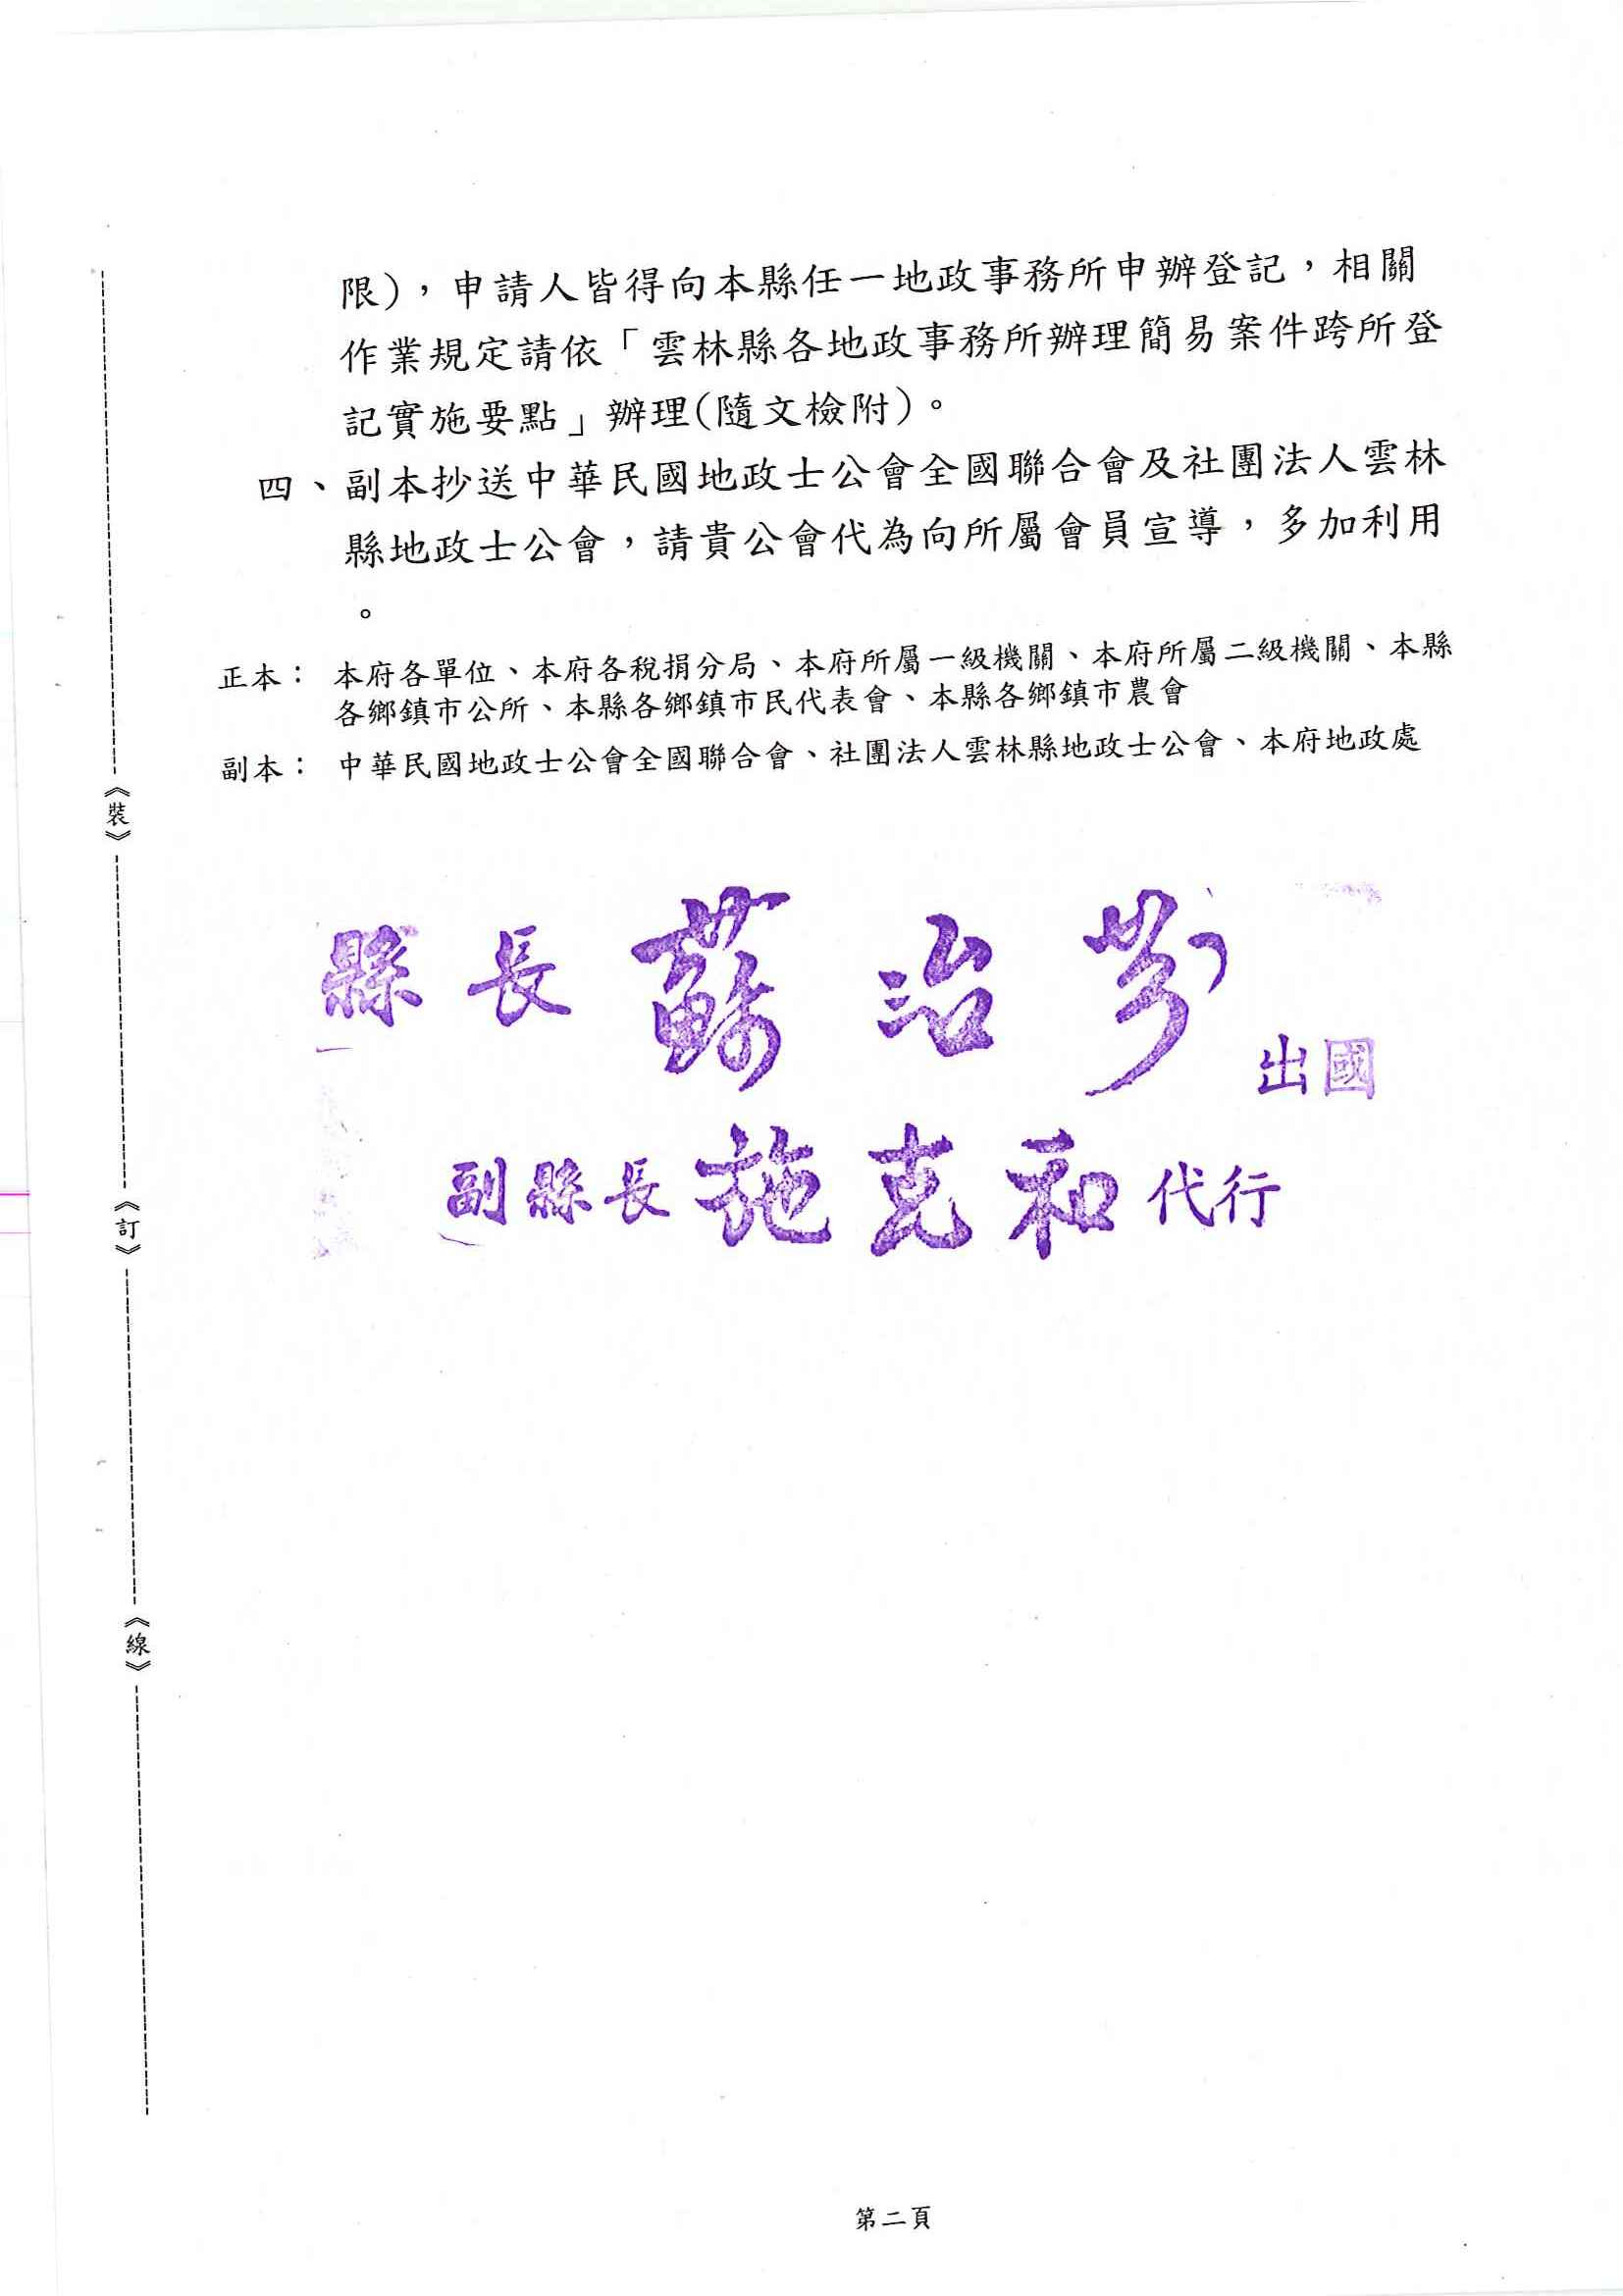 限),申請人皆得向本縣任一地政事務所申辦登記,相關
作業規定請依「雲林縣各地政事務所辦理簡易案件跨所登
記實施要點」辦理(隨文檢附)。
四、副本抄送中華民國地政士公會全國聯合會及社團法人雲林
縣地政士公會,請貴公會代為向所屬會員宣導,多加利用
。
正本: 本府各單位、本府各稅捐分局、本府所屬一級機關、本府所屬二級機關、本縣
各鄉鎮市公所、本縣各鄉鎮市民代表會、本縣各鄉鎮市農會
副本: 中華民國地政士公會全國聯合會、社團法人雲林縣地政士公會、本府地政處
《裝》
縣長蘇治芬
出國
副縣長施克和代行
《訂》
《線》
第二頁